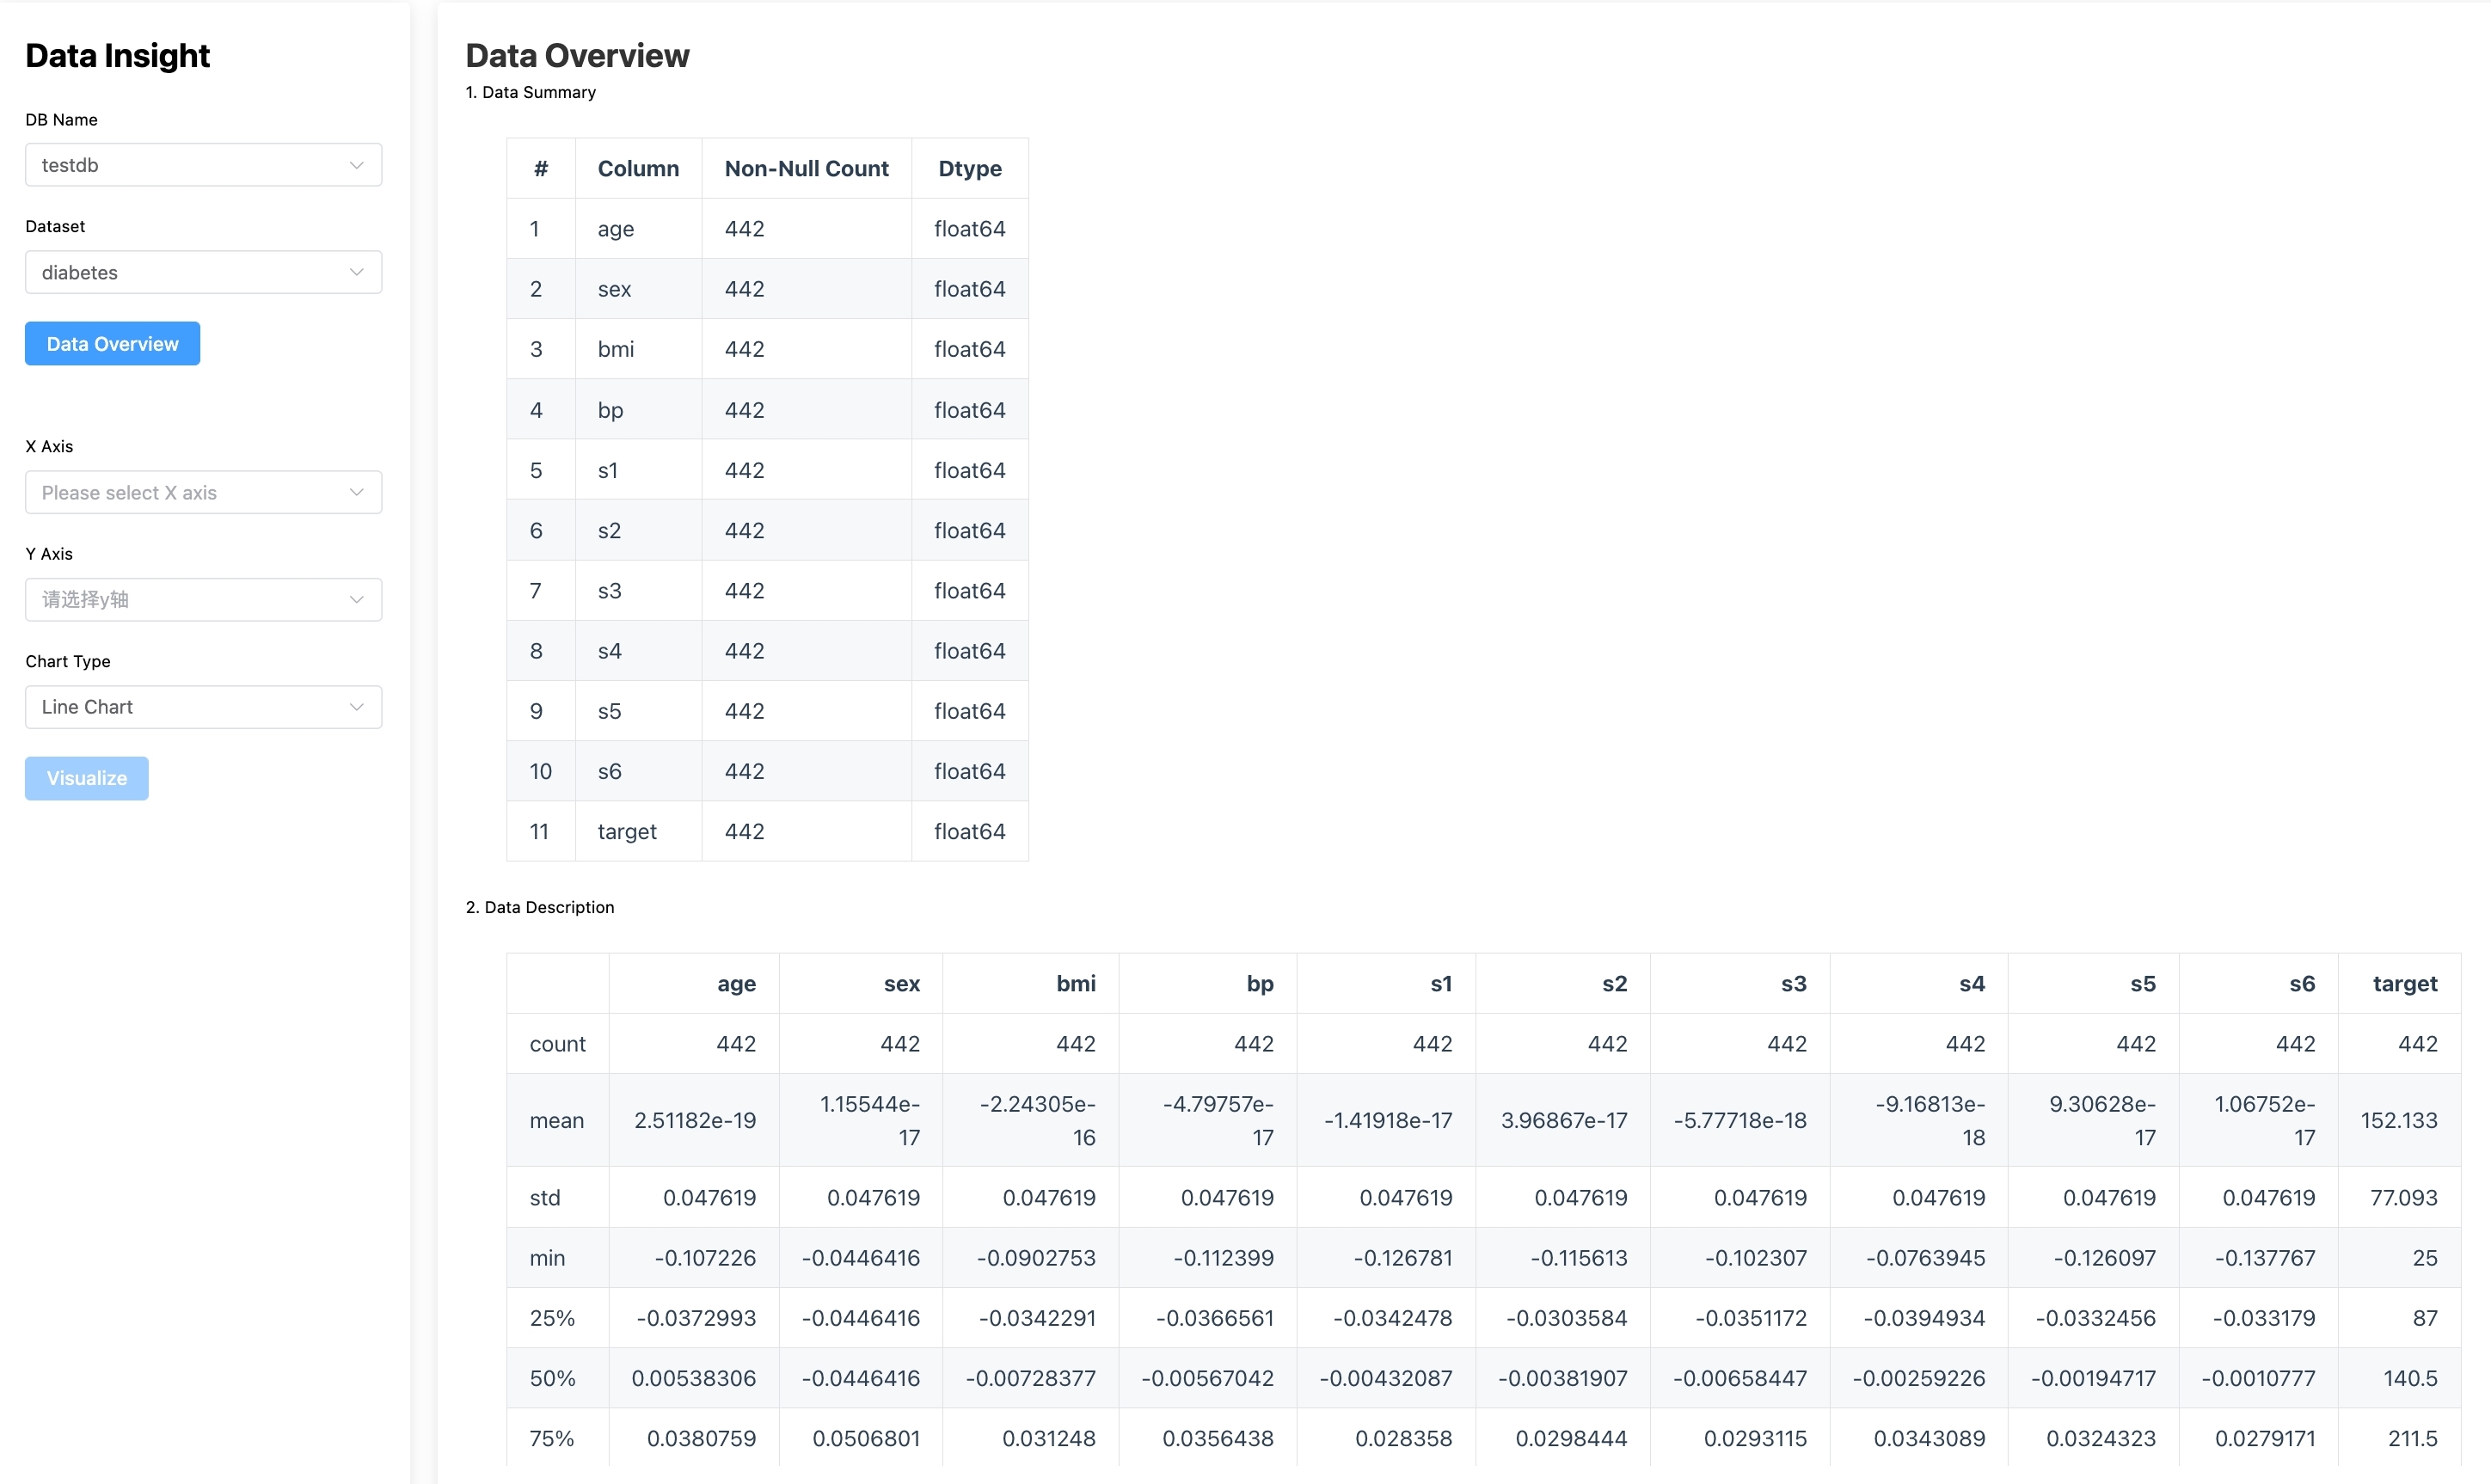 Data Insight
DB Name
testdb
Dataset
diabetes
Data Overview
X Axis
Please select X axis
Y Axis
请选择y轴
Chart Type
Line Chart
Visualize
Data Overview
1. Data Summary
# Column Non-Null Count Dtype
1 age 442 float64
2 sex 442 float64
3 bmi 442 float64
4 bp 442 float64
5 s1 442 float64
6 s2 442 float64
7 s3 442 float64
8 s4 442 float64
9 s5 442 float64
10 s6 442 float64
11 target 442 float64
2. Data Description
age sex bmi bp s1 s2 s3 s4 s5 s6 target
count 442 442 442 442 442 442 442 442 442 442 442
mean 2.51182e-19 1.15544e-17 -2.24305e-16 -4.79757e-17 -1.41918e-17 3.96867e-17 -5.77718e-18 -9.16813e-18 9.30628e-17 1.06752e-17 152.133
std 0.047619 0.047619 0.047619 0.047619 0.047619 0.047619 0.047619 0.047619 0.047619 0.047619 77.093
min -0.107226 -0.0446416 -0.0902753 -0.112399 -0.126781 -0.115613 -0.102307 -0.0763945 -0.126097 -0.137767 25
25% -0.0372993 -0.0446416 -0.0342291 -0.0366561 -0.0342478 -0.0303584 -0.0351172 -0.0394934 -0.0332456 -0.033179 87
50% 0.00538306 -0.0446416 -0.00728377 -0.00567042 -0.00432087 -0.00381907 -0.00658447 -0.00259226 -0.00194717 -0.0010777 140.5
75% 0.0380759 0.0506801 0.031248 0.0356438 0.028358 0.0298444 0.0293115 0.0343089 0.0324323 0.0279171 211.5